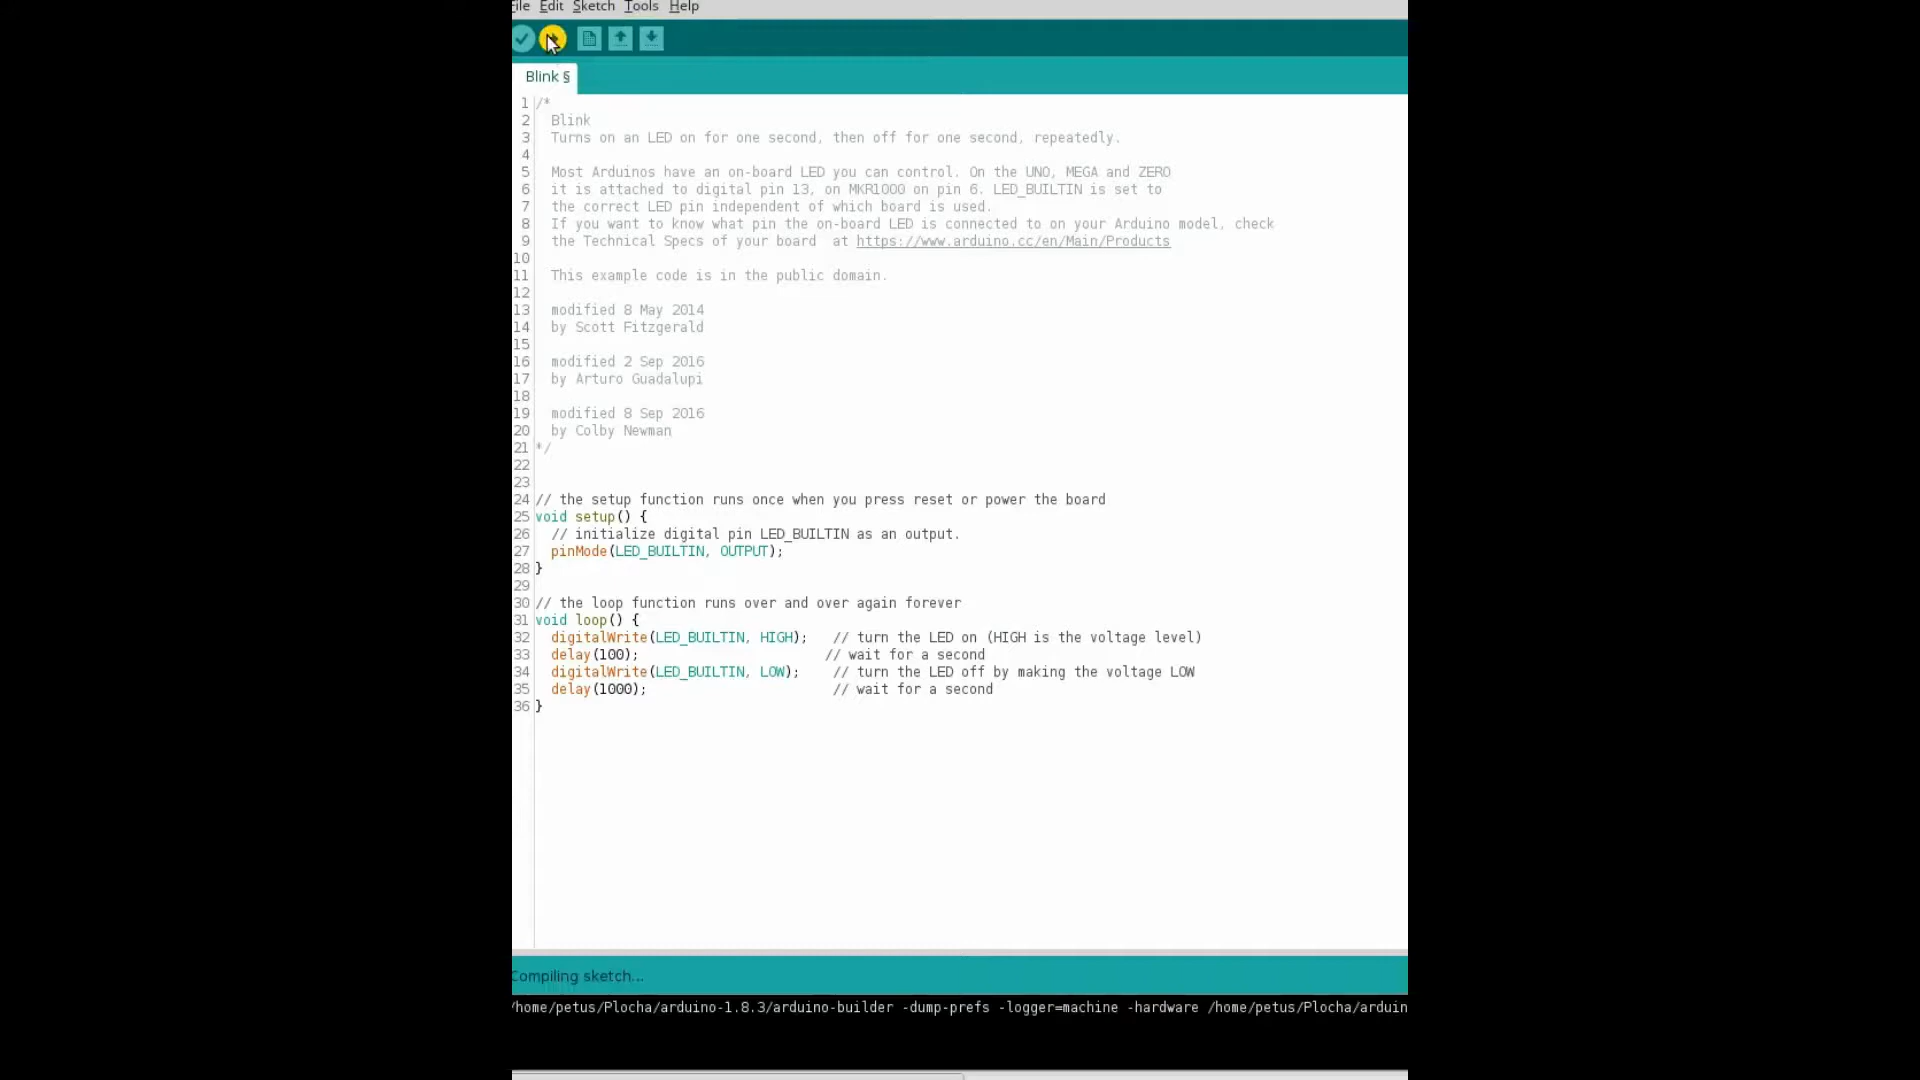 File Edit Sketch Tools Help
Blink §
1 /*
2 Blink
3 Turns on an LED on for one second, then off for one second, repeatedly.
4
5 Most Arduinos have an on-board LED you can control. On the UNO, MEGA and ZERO
6 it is attached to digital pin 13, on MKR1000 on pin 6. LED_BUILTIN is set to
7 the correct LED pin independent of which board is used.
8 If you want to know what pin the on-board LED is connected to on your Arduino model, check
9 the Technical Specs of your board  at https://www.arduino.cc/en/Main/Products
10
11 This example code is in the public domain.
12
13 modified 8 May 2014
14 by Scott Fitzgerald
15
16 modified 2 Sep 2016
17 by Arturo Guadalupi
18
19 modified 8 Sep 2016
20 by Colby Newman
21 */
22
23
24 // the setup function runs once when you press reset or power the board
25 void setup() {
26 // initialize digital pin LED_BUILTIN as an output.
27 pinMode(LED_BUILTIN, OUTPUT);
28 }
29
30 // the loop function runs over and over again forever
31 void loop() {
32 digitalWrite(LED_BUILTIN, HIGH);   // turn the LED on (HIGH is the voltage level)
33 delay(100);                       // wait for a second
34 digitalWrite(LED_BUILTIN, LOW);    // turn the LED off by making the voltage LOW
35 delay(1000);                       // wait for a second
36 }
Compiling sketch...
/home/petus/Plocha/arduino-1.8.3/arduino-builder -dump-prefs -logger=machine -hardware /home/petus/Plocha/arduin